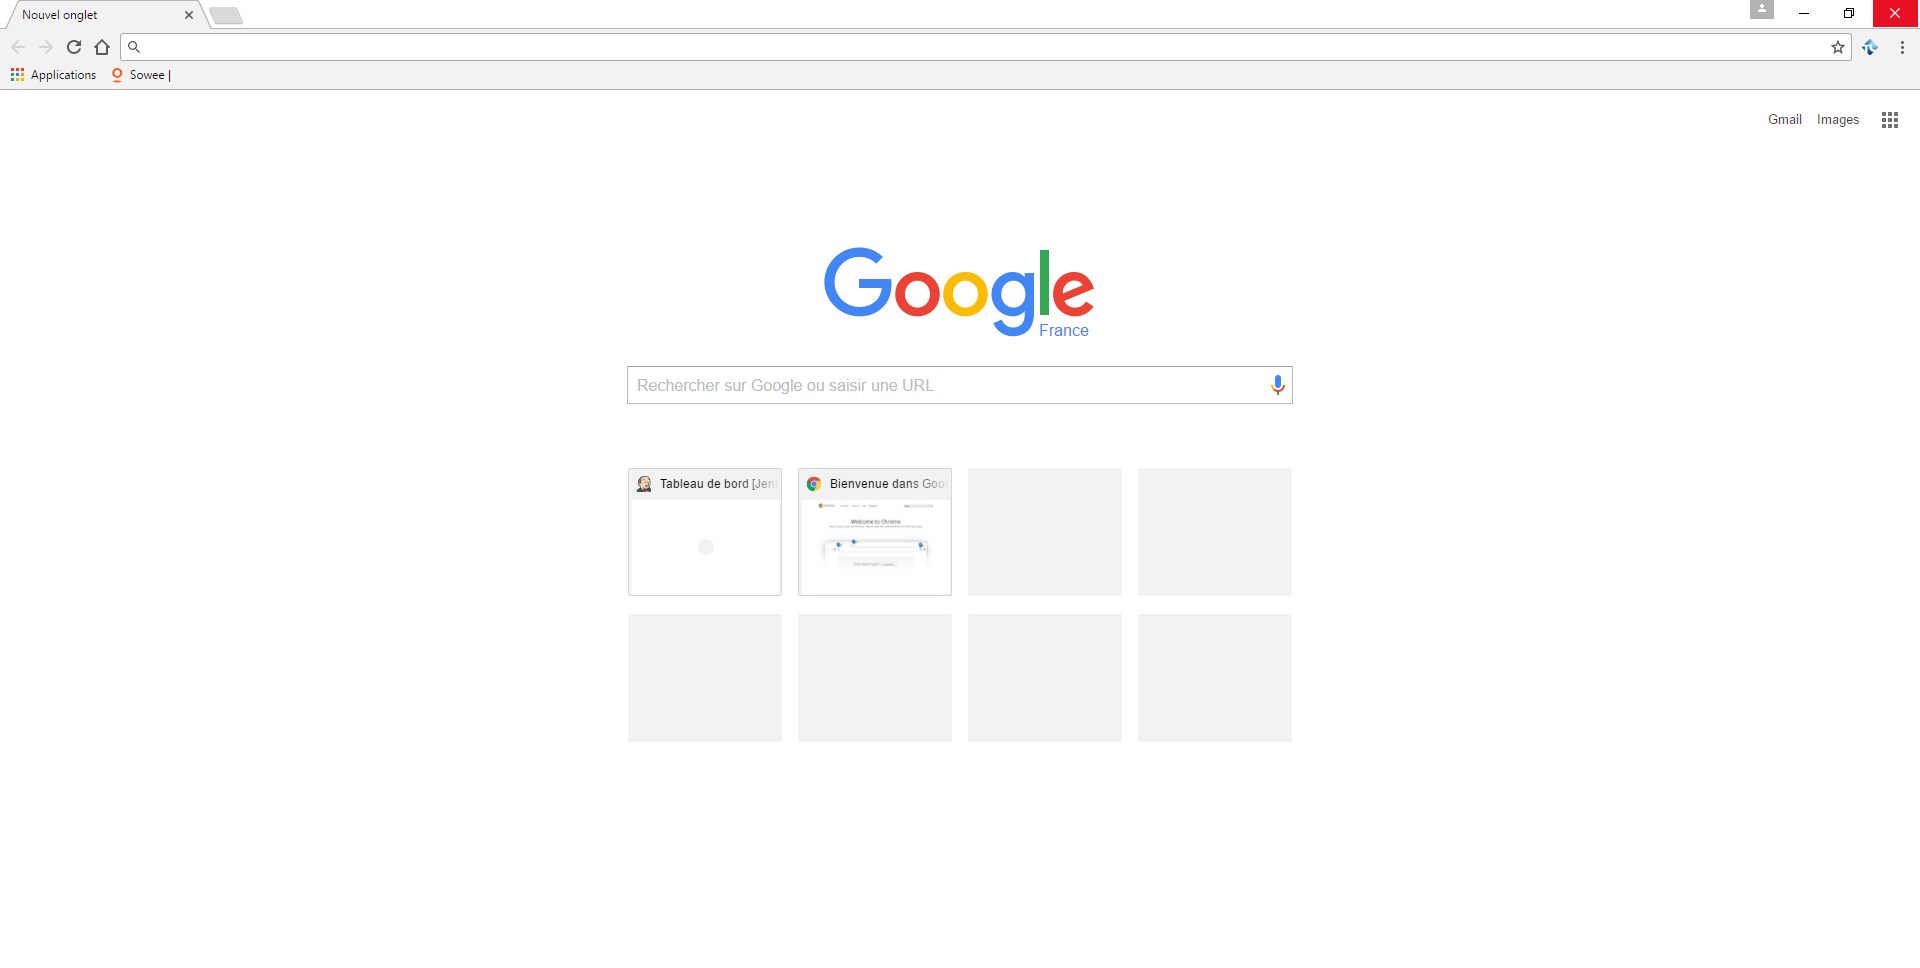 Nouvel onglet
Applications
Sowee |
Gmail
Images
Google
France
Rechercher sur Google ou saisir une URL
Tableau de bord [Jen
Bienvenue dans Goo
Welcome to Chrome